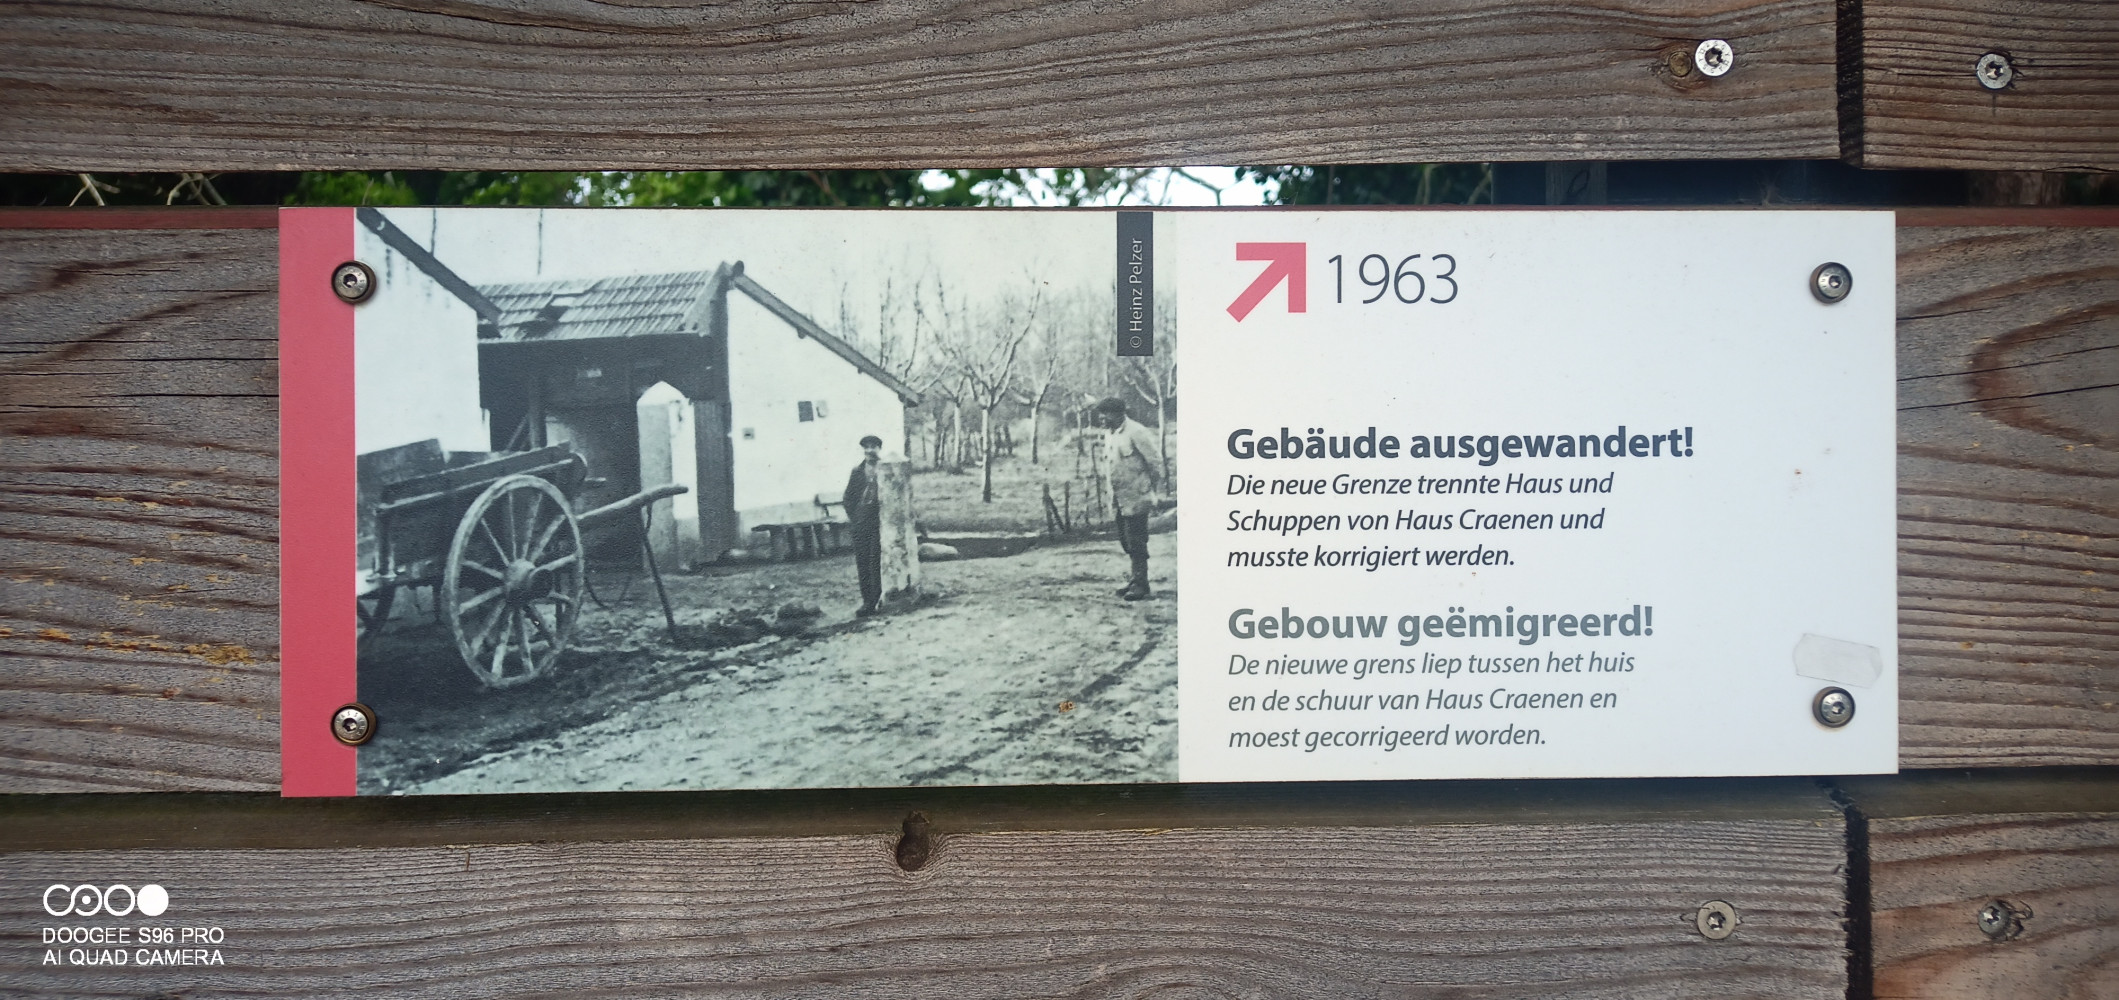 © Heinz Pelzer
1963
Gebäude ausgewandert!
Die neue Grenze trennte Haus und
Schuppen von Haus Craenen und
musste korrigiert werden.
Gebouw geëmigreerd!
De nieuwe grens liep tussen het huis
en de schuur van Haus Craenen en
moest gecorrigeerd worden.
DOOGEE S96 PRO
AI QUAD CAMERA